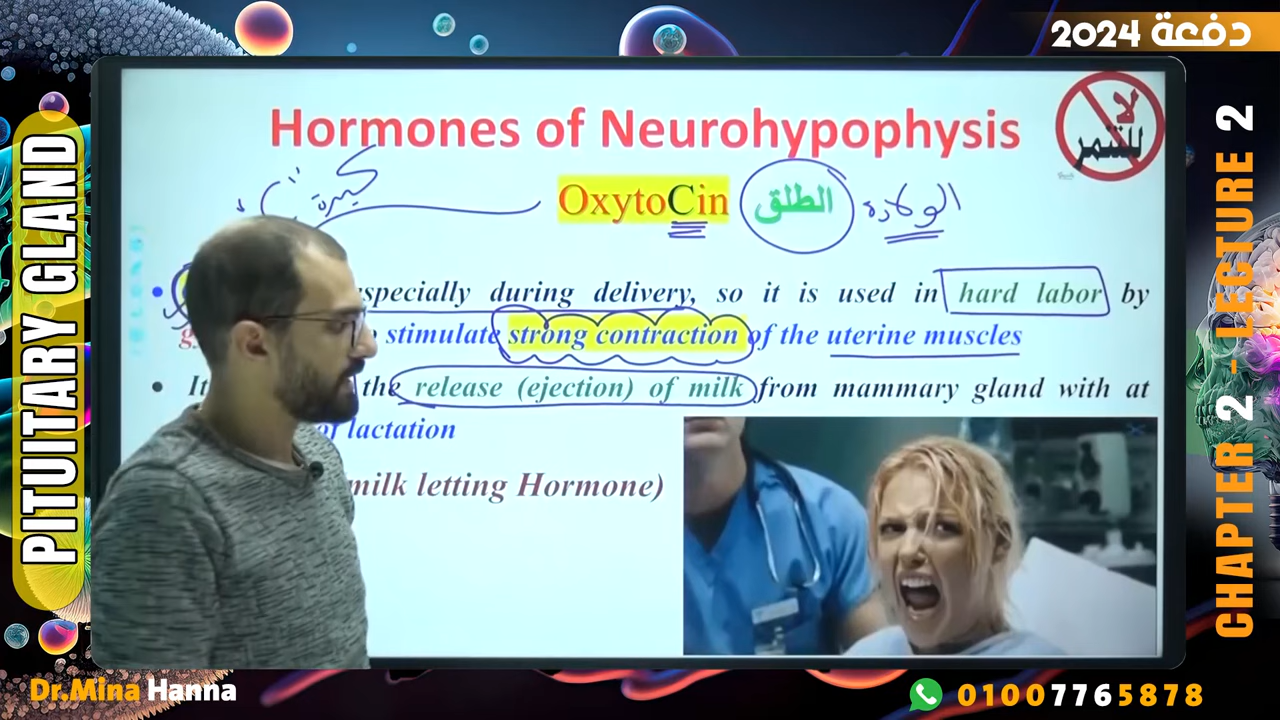 دفعة 2024
PITUITARY GLAND
CHAPTER 2 - LECTURE 2
Hormones of Neurohypophysis
لا للتنمر
كبيرة
OxytoCin الطلق الولادة
specially during delivery, so it is used in hard labor by
stimulate strong contraction of the uterine muscles
It the release (ejection) of milk from mammary gland with at
of lactation
milk letting Hormone)
Dr.Mina Hanna
01007765878